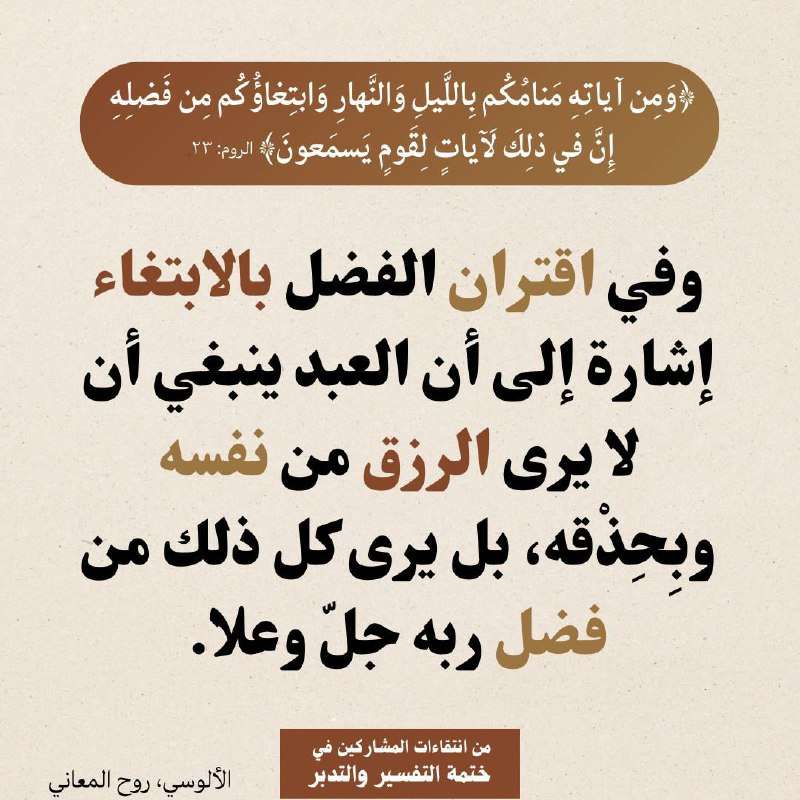 ﴿وَمِن آياتِهِ مَنامُكُم بِاللَّيلِ وَالنَّهارِ وَابتِغاؤُكُم مِن فَضلِهِ
إِنَّ في ذلِكَ لَآياتٍ لِقَومٍ يَسمَعونَ﴾ الروم: ٢٣
وفي اقتران الفضل بالابتغاء
إشارة إلى أن العبد ينبغي أن
لا يرى الرزق من نفسه
وبِحِذْقه، بل يرى كل ذلك من
فضل ربه جلّ وعلا.
من انتقاءات المشاركين في
ختمة التفسير والتدبر
الألوسي، روح المعاني